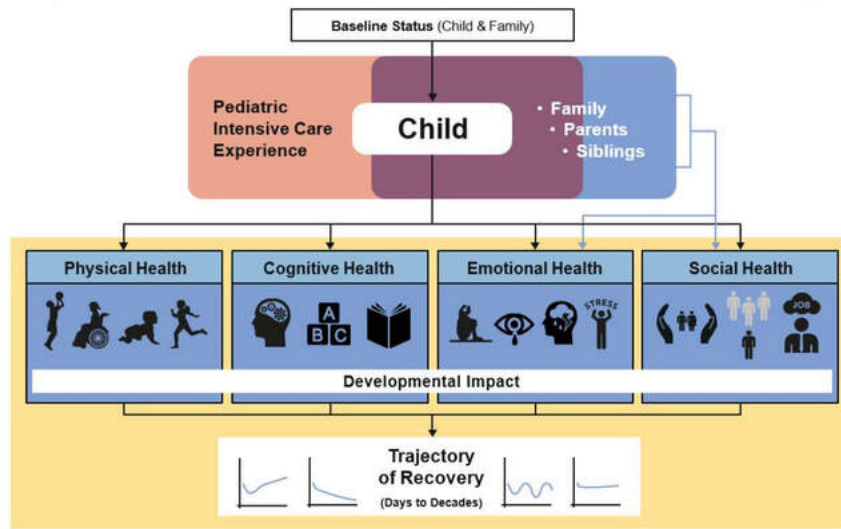 Baseline Status (Child & Family)
Pediatric
Intensive Care
Experience
Child
• Family
• Parents
• Siblings
Physical Health
Cognitive Health
Emotional Health
Social Health
A
B C
STRESS
JOB
Developmental Impact
Trajectory
of Recovery
(Days to Decades)